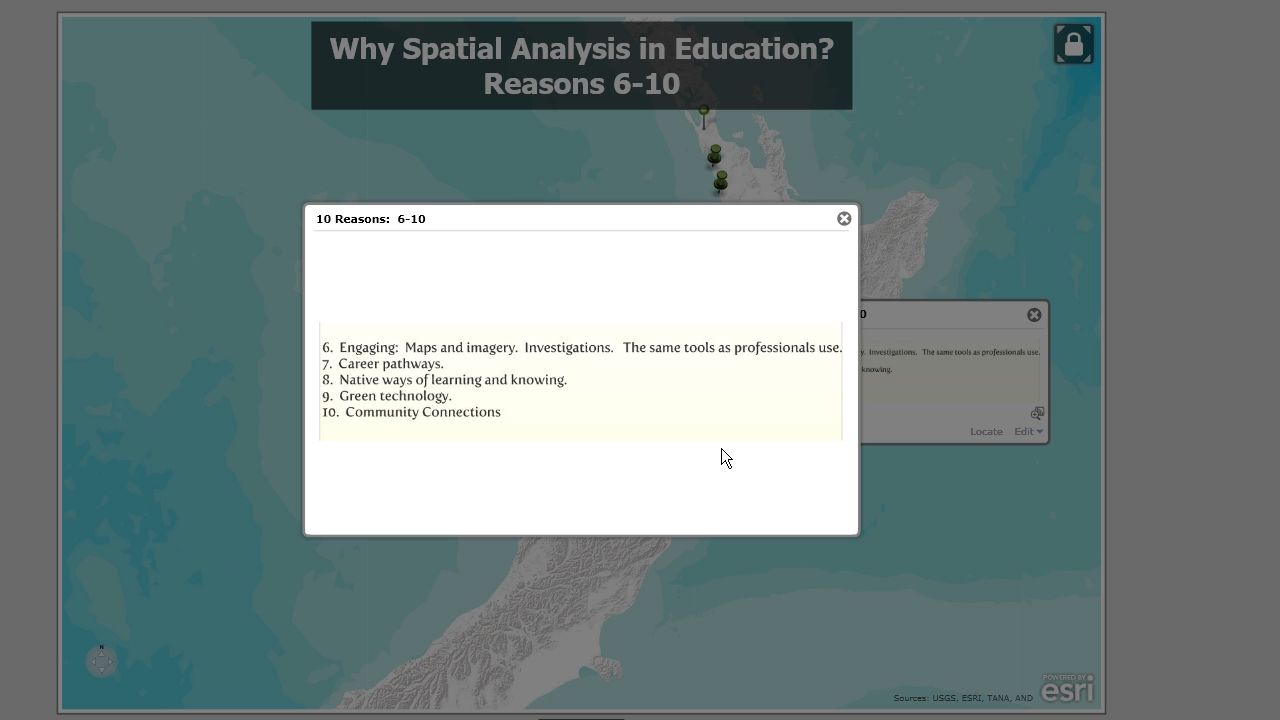 Why Spatial Analysis in Education?
Reasons 6-10
10 Reasons:  6-10
6.  Engaging:  Maps and imagery.  Investigations.  The same tools as professionals use.
7.  Career pathways.
8.  Native ways of learning and knowing.
9.  Green technology.
10.  Community Connections
0
Investigations.  The same tools as professionals use.
knowing.
Locate
Edit
N
Sources: USGS, ESRI, TANA, AND
POWERED BY
esri